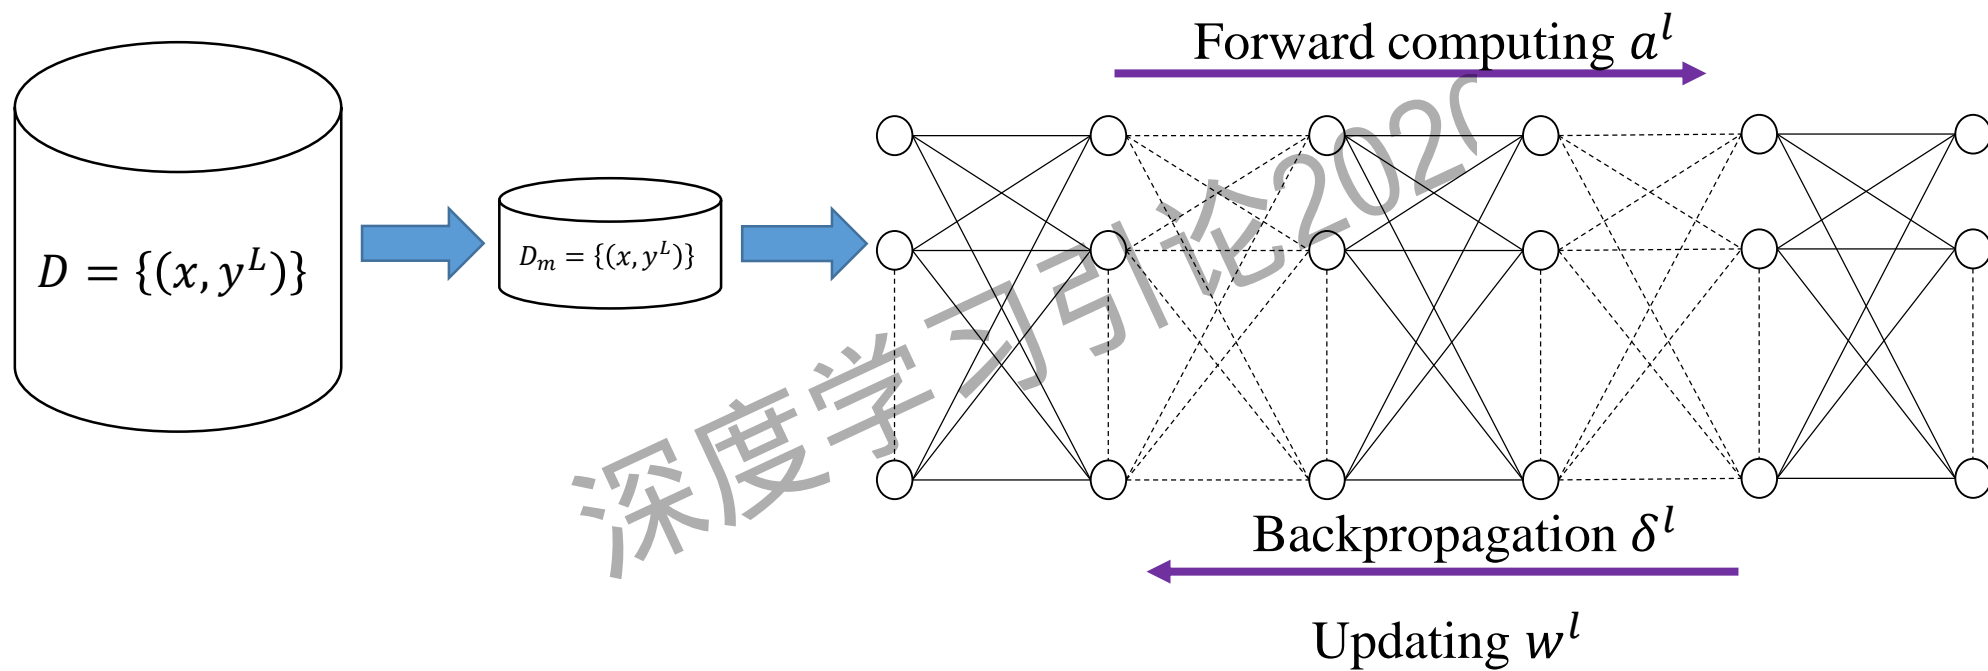 Forward computing a^l
D = {(x, y^L)}
D_m = {(x, y^L)}
深度学习引论202
Backpropagation δ^l
Updating w^l